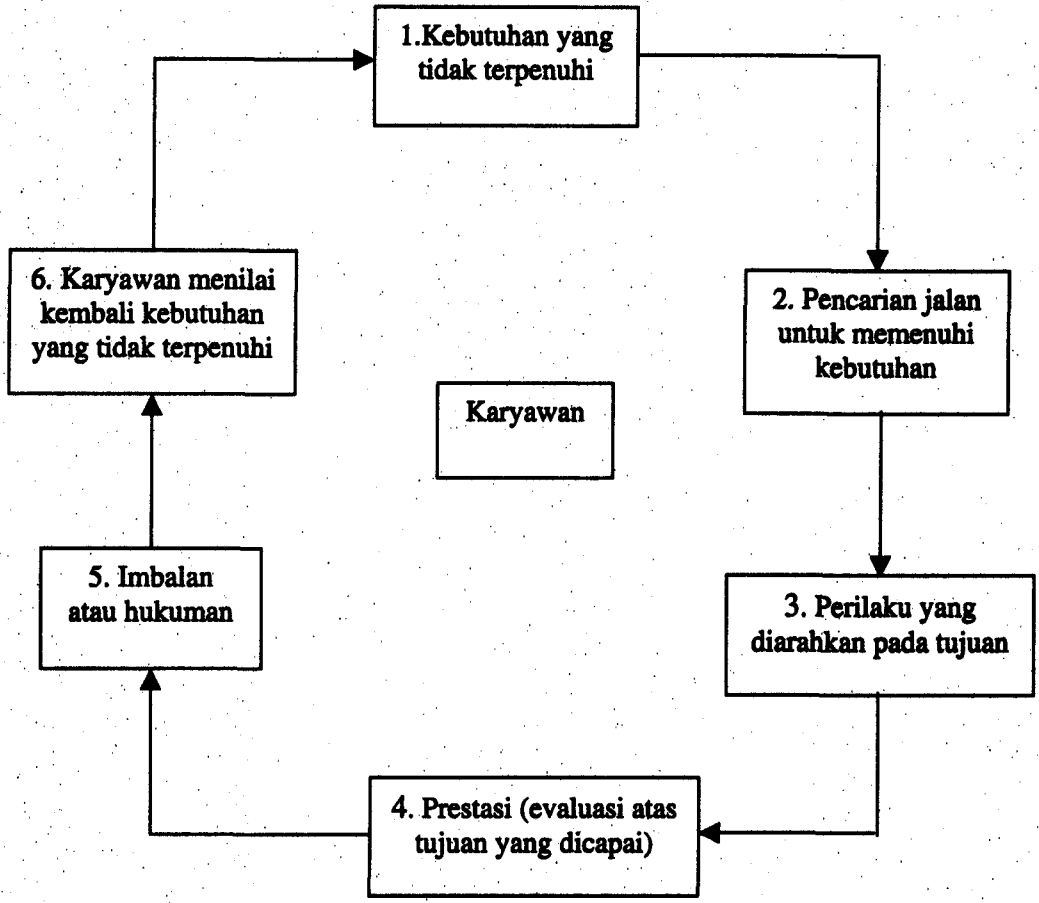 1.Kebutuhan yang
tidak terpenuhi
2. Pencarian jalan
untuk memenuhi
kebutuhan
3. Perilaku yang
diarahkan pada tujuan
4. Prestasi (evaluasi atas
tujuan yang dicapai)
5. Imbalan
atau hukuman
6. Karyawan menilai
kembali kebutuhan
yang tidak terpenuhi
Karyawan